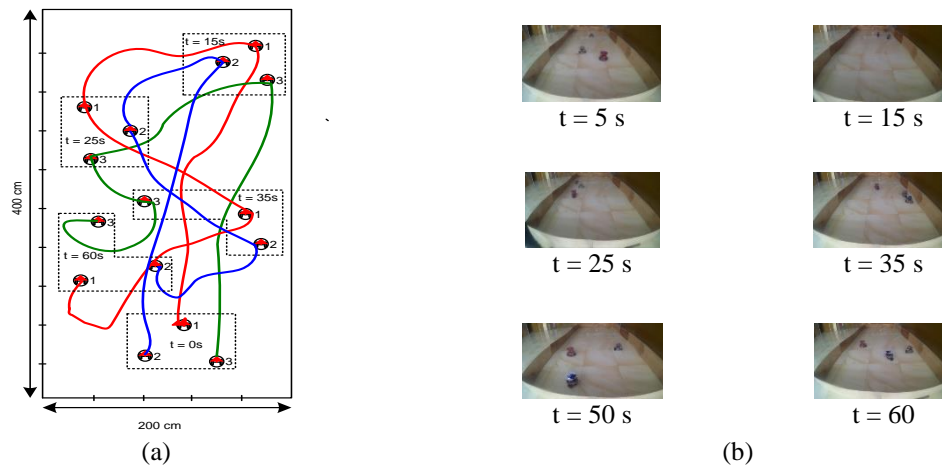 t = 15s
1
2
3
1
2
t = 25s
3
3
t = 35s
1
3
2
t = 60s
2
1
1
t = 0s
2
3
400 cm
200 cm
(a)
t = 5 s
t = 15 s
t = 25 s
t = 35 s
t = 50 s
t = 60
(b)